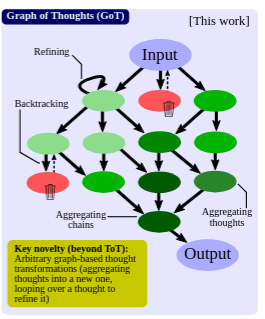 Graph of Thoughts (GoT)
[This work]
Refining
Input
Backtracking
Aggregating
chains
Aggregating
thoughts
Key novelty (beyond ToT):
Arbitrary graph-based thought
transformations (aggregating
thoughts into a new one,
looping over a thought to
refine it)
Output